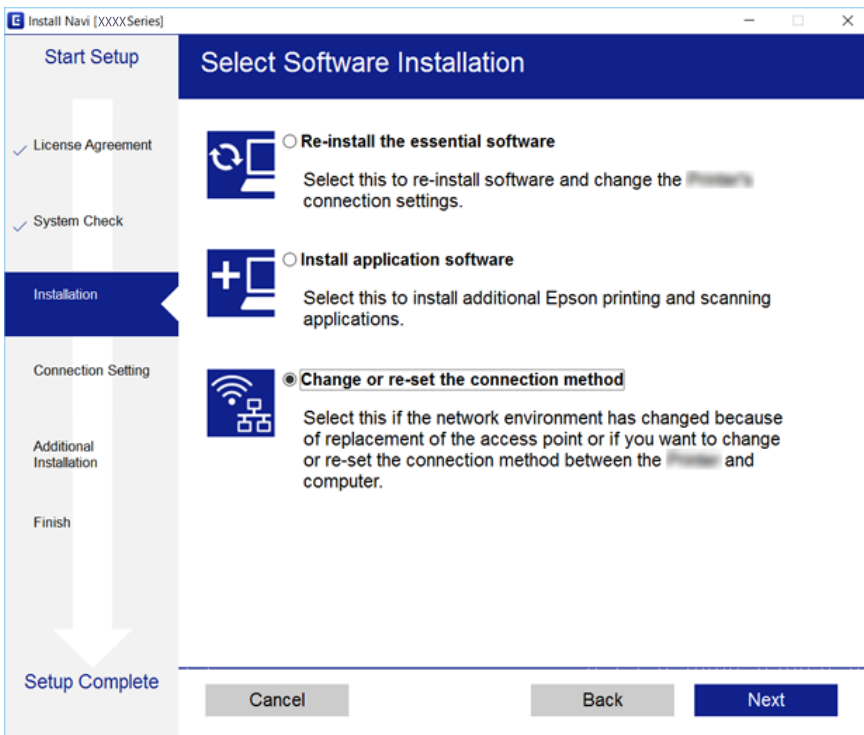 Install Navi [XXXX Series]
Start Setup
Select Software Installation
License Agreement
System Check
Installation
Connection Setting
Additional
Installation
Finish
Setup Complete
Re-install the essential software
Select this to re-install software and change the
connection settings.
Install application software
Select this to install additional Epson printing and scanning
applications.
Change or re-set the connection method
Select this if the network environment has changed because
of replacement of the access point or if you want to change
or re-set the connection method between the and
computer.
Cancel
Back
Next